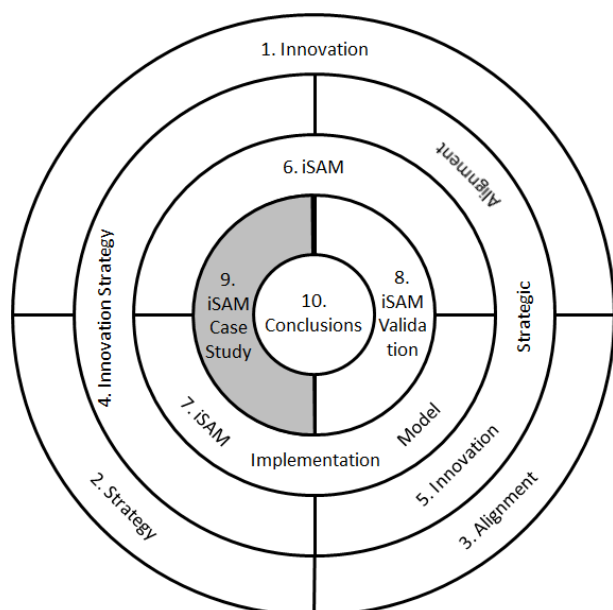 1. Innovation
2. Strategy
3. Alignment
4. Innovation Strategy
5. Innovation
Strategic
Alignment
6. iSAM
7. iSAM
Implementation
Model
8.
iSAM
Valida
tion
9.
iSAM
Case
Study
10.
Conclusions